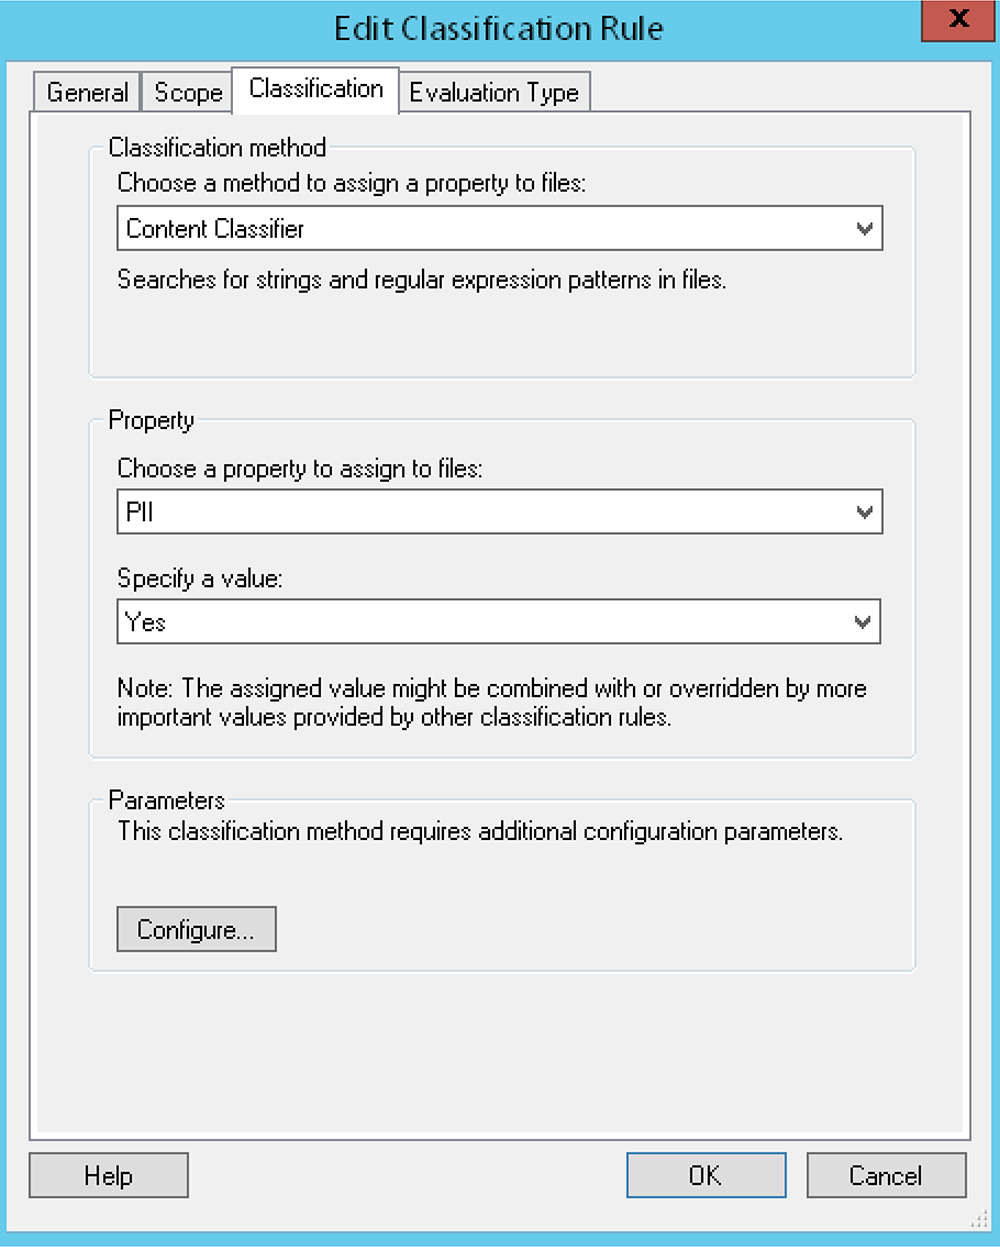 Edit Classification Rule
x
General Scope Classification Evaluation Type
Classification method
Choose a method to assign a property to files:
Content Classifier
Searches for strings and regular expression patterns in files.
Property
Choose a property to assign to files:
PII
Specify a value:
Yes
Note: The assigned value might be combined with or overridden by more
important values provided by other classification rules.
Parameters
This classification method requires additional configuration parameters.
Configure...
Help OK Cancel